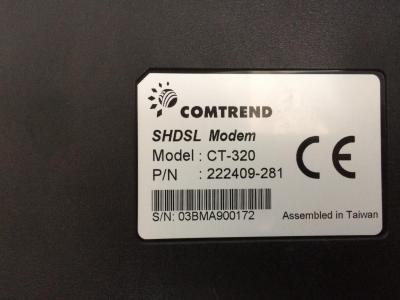 COMTREND
SHDSL Modem
Model : CT-320
P/N : 222409-281
CE
S/N: 03BMA900172
Assembled in Taiwan